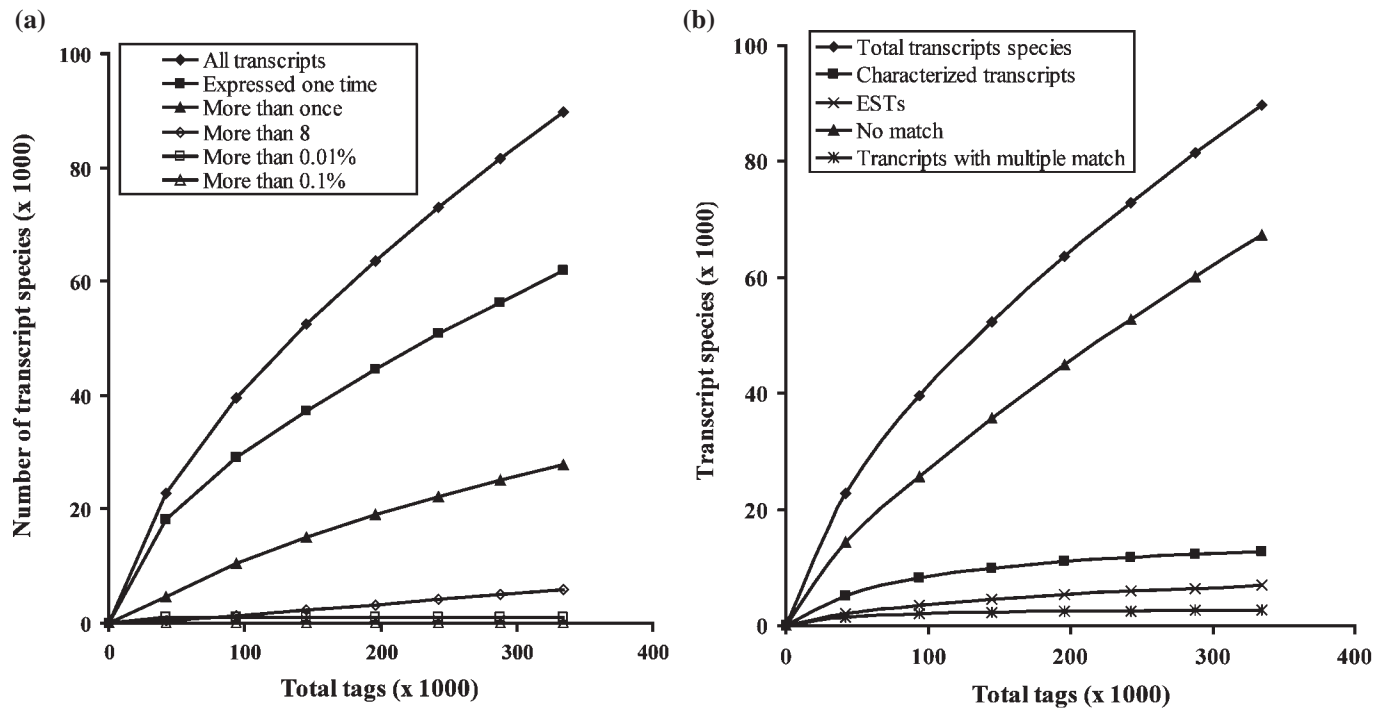 (a)
100
80
60
40
20
0
Number of transcript species (x 1000)
All transcripts
Expressed one time
More than once
More than 8
More than 0.01%
More than 0.1%
0 100 200 300 400
Total tags (x 1000)
(b)
100
80
60
40
20
0
Transcript species (x 1000)
Total transcripts species
Characterized transcripts
ESTs
No match
Trancripts with multiple match
0 100 200 300 400
Total tags (x 1000)